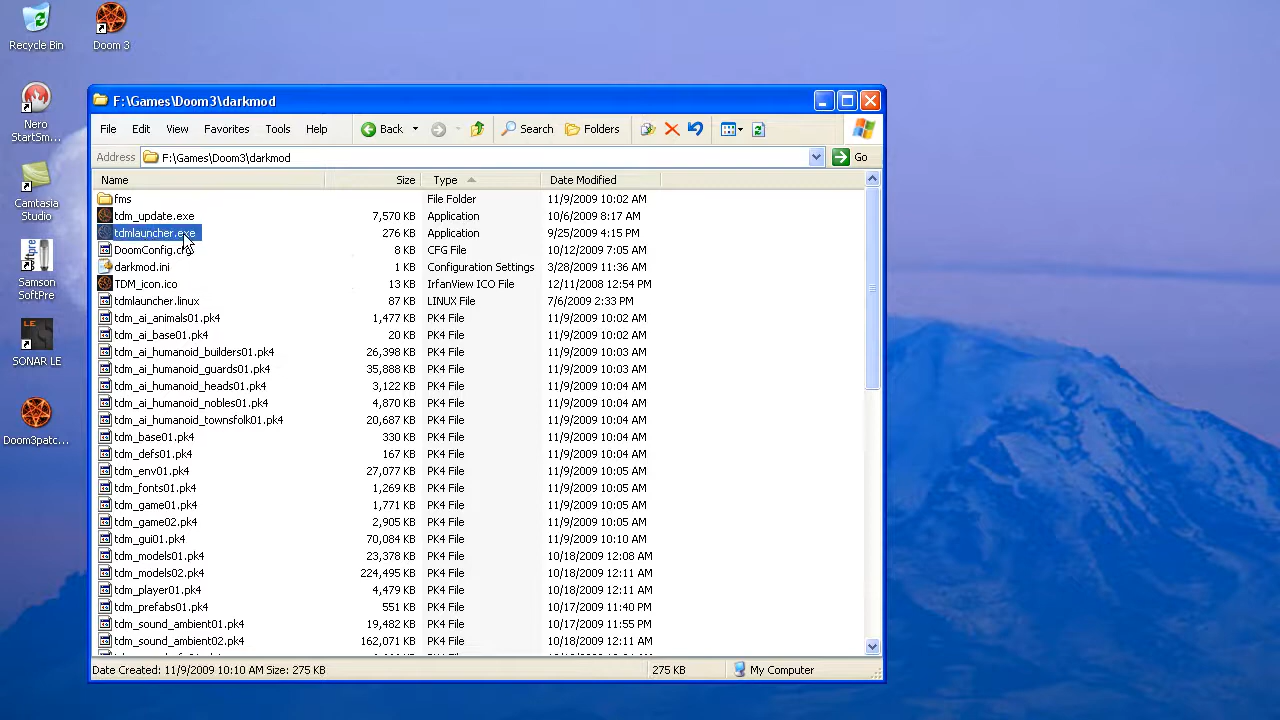 Recycle Bin
Doom 3
Nero
StartSm...
Camtasia
Studio
Samson
SoftPre
SONAR LE
Doom3patc...
F:\Games\Doom3\darkmod
File Edit View Favorites Tools Help Back Search Folders
Address F:\Games\Doom3\darkmod Go
Name Size Type Date Modified
fms File Folder 11/9/2009 10:02 AM
tdm_update.exe 7,570 KB Application 10/6/2009 8:17 AM
tdmlauncher.exe 276 KB Application 9/25/2009 4:15 PM
DoomConfig.cfg 8 KB CFG File 10/12/2009 7:05 AM
darkmod.ini 1 KB Configuration Settings 3/28/2009 11:36 AM
TDM_icon.ico 13 KB IrfanView ICO File 12/11/2008 12:54 PM
tdmlauncher.linux 87 KB LINUX File 7/6/2009 2:33 PM
tdm_ai_animals01.pk4 1,477 KB PK4 File 11/9/2009 10:02 AM
tdm_ai_base01.pk4 20 KB PK4 File 11/9/2009 10:02 AM
tdm_ai_humanoid_builders01.pk4 26,398 KB PK4 File 11/9/2009 10:03 AM
tdm_ai_humanoid_guards01.pk4 35,888 KB PK4 File 11/9/2009 10:04 AM
tdm_ai_humanoid_heads01.pk4 3,122 KB PK4 File 11/9/2009 10:04 AM
tdm_ai_humanoid_nobles01.pk4 4,870 KB PK4 File 11/9/2009 10:04 AM
tdm_ai_humanoid_townsfolk01.pk4 20,687 KB PK4 File 11/9/2009 10:04 AM
tdm_base01.pk4 330 KB PK4 File 11/9/2009 10:04 AM
tdm_defs01.pk4 167 KB PK4 File 11/9/2009 10:04 AM
tdm_env01.pk4 27,077 KB PK4 File 11/9/2009 10:05 AM
tdm_fonts01.pk4 1,269 KB PK4 File 11/9/2009 10:05 AM
tdm_game01.pk4 1,771 KB PK4 File 11/9/2009 10:05 AM
tdm_game02.pk4 2,905 KB PK4 File 11/9/2009 10:05 AM
tdm_gui01.pk4 70,084 KB PK4 File 11/9/2009 10:10 AM
tdm_models01.pk4 23,378 KB PK4 File 10/18/2009 12:08 AM
tdm_models02.pk4 224,495 KB PK4 File 10/18/2009 12:11 AM
tdm_player01.pk4 4,479 KB PK4 File 10/18/2009 12:11 AM
tdm_prefabs01.pk4 551 KB PK4 File 10/17/2009 11:40 PM
tdm_sound_ambient01.pk4 19,482 KB PK4 File 10/17/2009 11:55 PM
tdm_sound_ambient02.pk4 162,071 KB PK4 File 10/18/2009 12:11 AM
Date Created: 11/9/2009 10:10 AM Size: 275 KB 275 KB My Computer